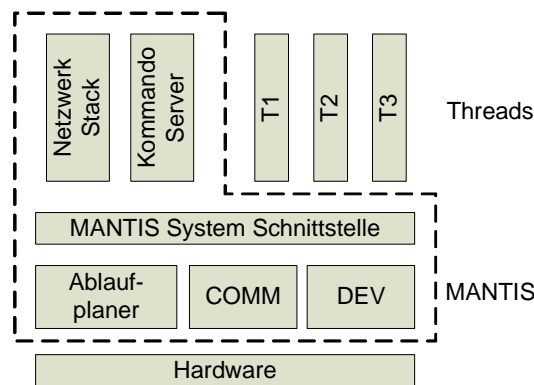 Netzwerk
Stack
Kommando
Server
T1
T2
T3
Threads
MANTIS System Schnittstelle
Ablauf-
planer
COMM
DEV
MANTIS
Hardware